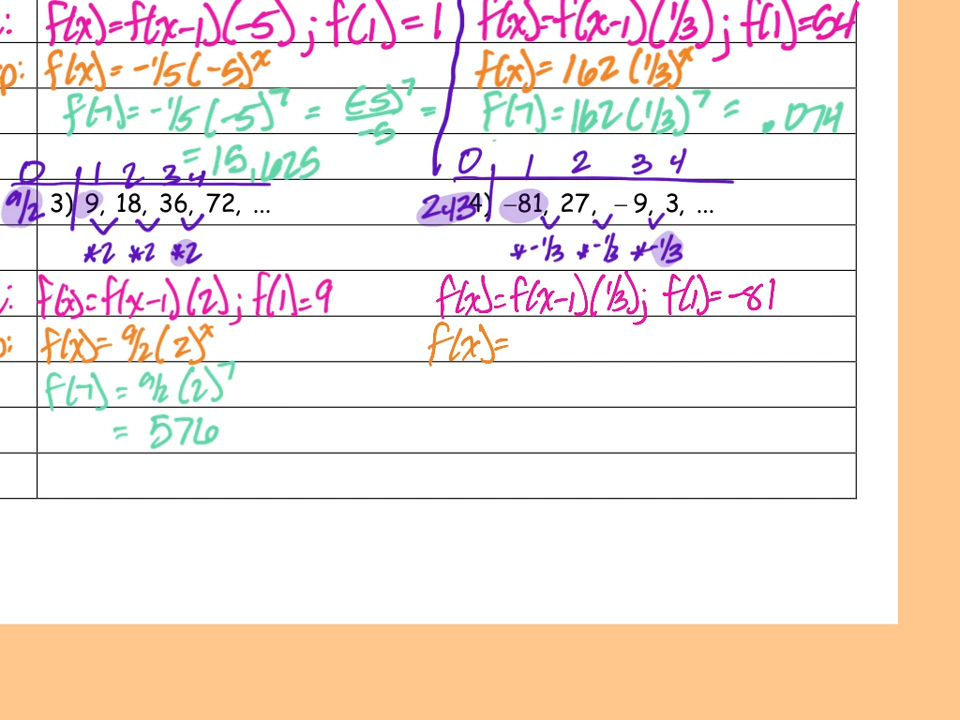 : f(x)=f(x-1)(-5); f(1)=1 f(x)=f(x-1)(1/3); f(1)=54
p: f(x)=-1/5(-5)^x f(x)=162(1/3)^x
f(7)=-1/5(-5)^7 = (-5)^7/-5 = f(7)=162(1/3)^7 = .074
= 15,625
0 1 2 3 4 0 1 2 3 4
9/2 3) 9, 18, 36, 72, ... 243 4) −81, 27, − 9, 3, ...
*2 *2 *2 *-1/3 *-1/3 *-1/3
: f(x)=f(x-1)(2); f(1)=9 f(x)=f(x-1)(1/3); f(1)=-81
: f(x)=9/2(2)^x f(x)=
f(7)=9/2(2)^7
= 576